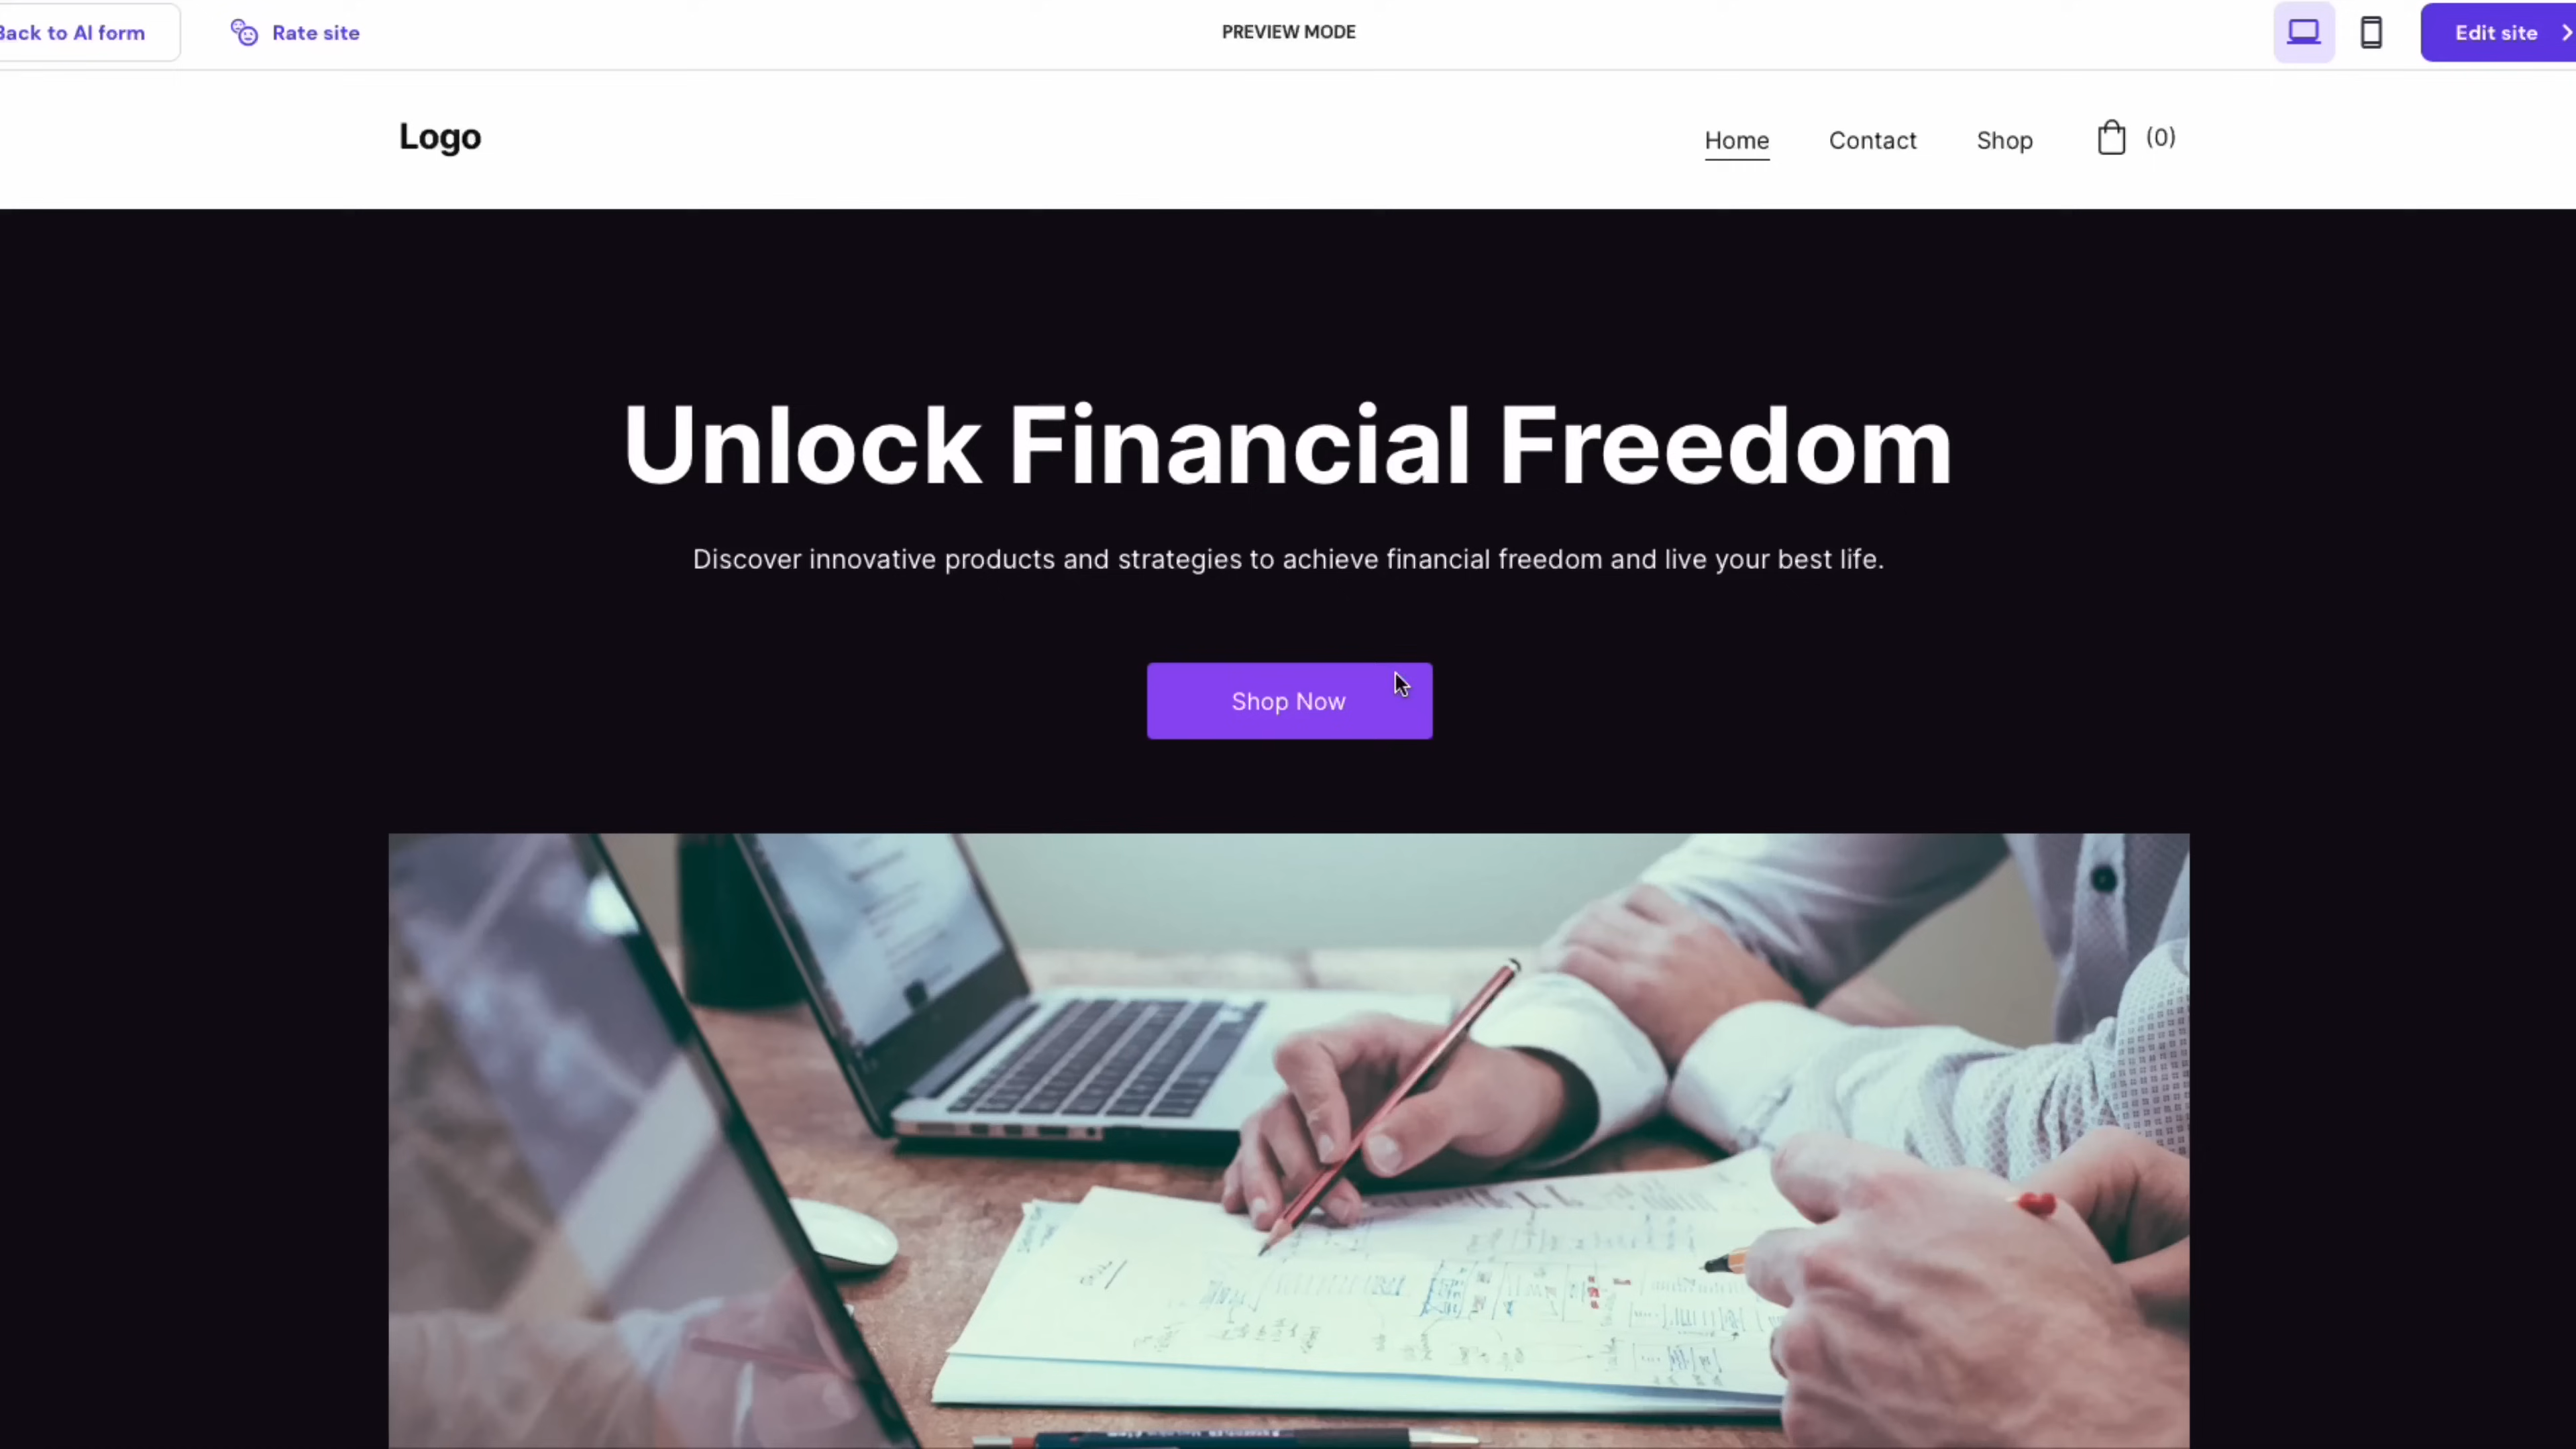 Back to AI form
Rate site
PREVIEW MODE
Edit site
Logo
Home
Contact
Shop
(0)
Unlock Financial Freedom
Discover innovative products and strategies to achieve financial freedom and live your best life.
Shop Now